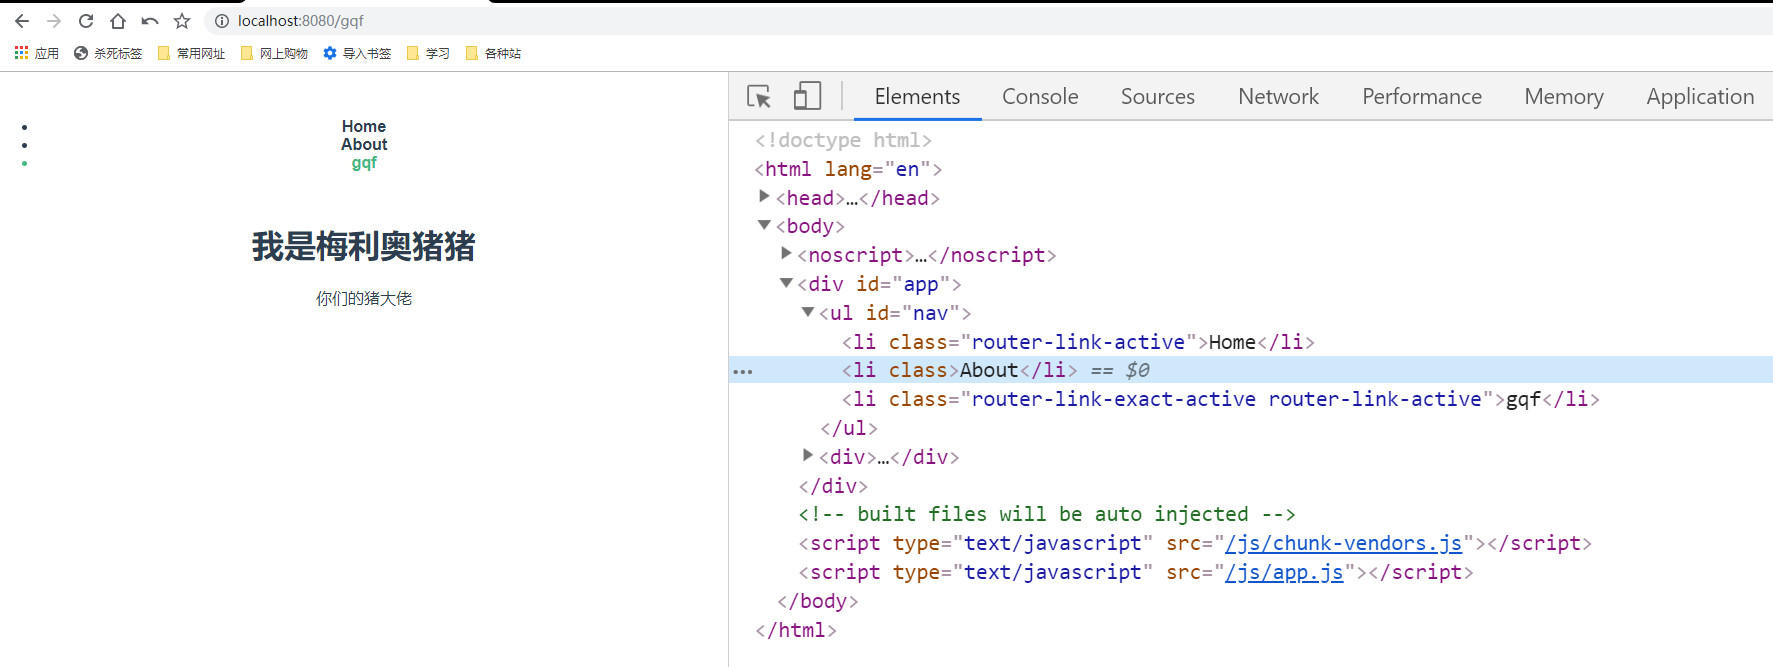 localhost:8080/gqf
应用 杀死标签 常用网址 网上购物 导入书签 学习 各种站
Home
About
gqf
我是梅利奥猪猪
你们的猪大佬
Elements Console Sources Network Performance Memory Application
<!doctype html>
<html lang="en">
<head>…</head>
<body>
<noscript>…</noscript>
<div id="app">
<ul id="nav">
<li class="router-link-active">Home</li>
<li class>About</li> == $0
<li class="router-link-exact-active router-link-active">gqf</li>
</ul>
<div>…</div>
</div>
<!-- built files will be auto injected -->
<script type="text/javascript" src="/js/chunk-vendors.js"></script>
<script type="text/javascript" src="/js/app.js"></script>
</body>
</html>